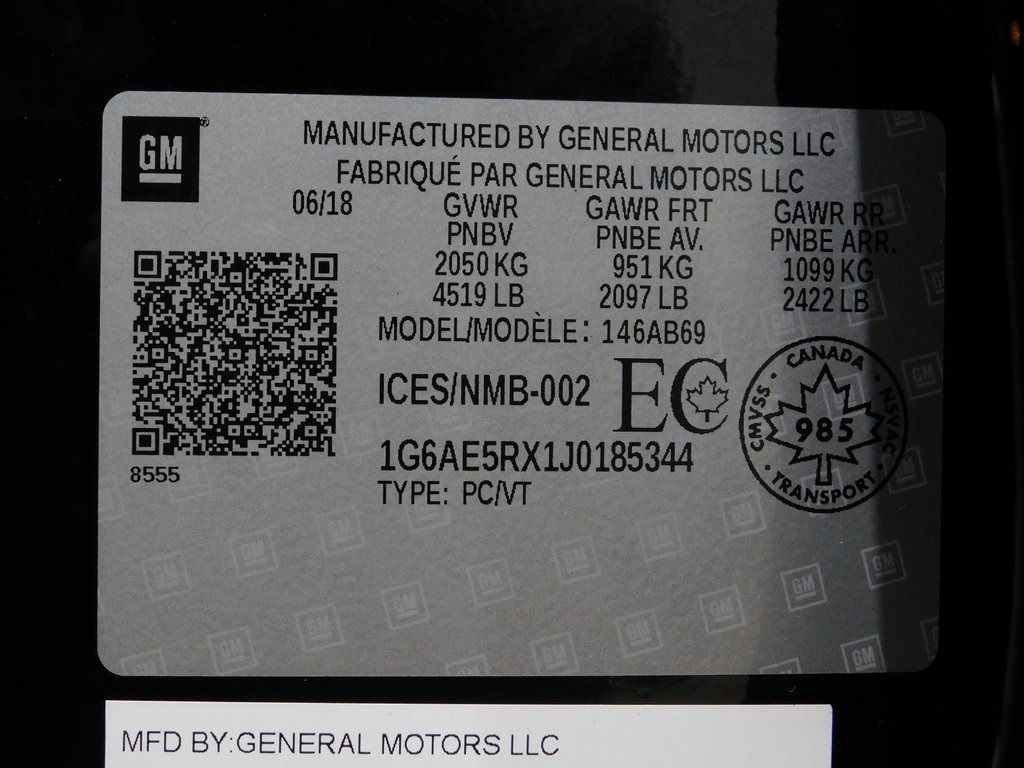 GM
MANUFACTURED BY GENERAL MOTORS LLC
FABRIQUÉ PAR GENERAL MOTORS LLC
06/18 GVWR GAWR FRT GAWR RR
PNBV PNBE AV. PNBE ARR.
2050 KG 951 KG 1099 KG
4519 LB 2097 LB 2422 LB
MODEL/MODÈLE: 146AB69
ICES/NMB-002 EC
CANADA
CMVSS · NSVAC
985
TRANSPORT
1G6AE5RX1J0185344
8555
TYPE: PC/VT
MFD BY:GENERAL MOTORS LLC